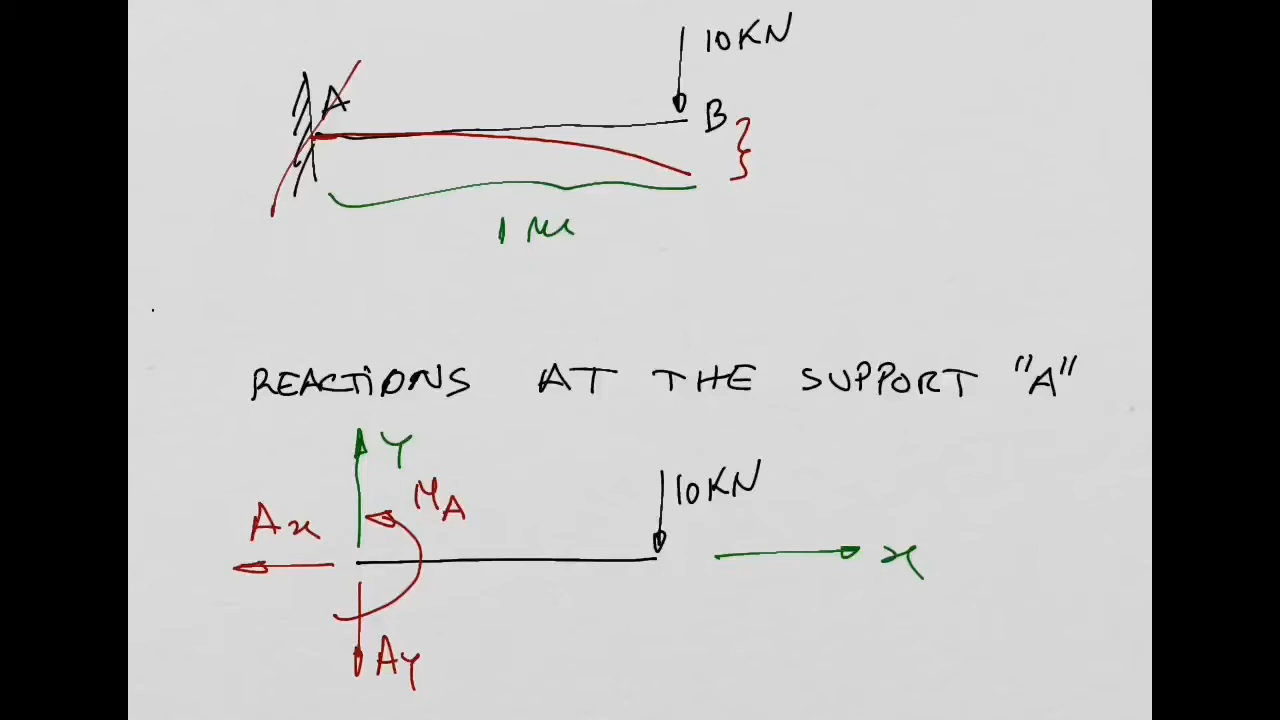 10KN
A
B
1 m
REACTIONS AT THE SUPPORT "A"
Y
MA
10KN
Ax
x
AY